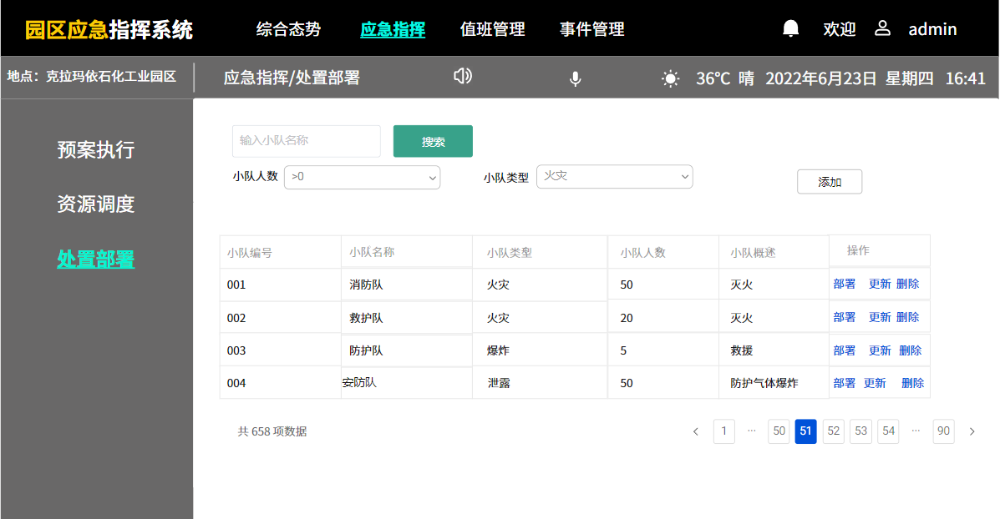 园区应急指挥系统 综合态势 应急指挥 值班管理 事件管理 欢迎 admin
地点：克拉玛依石化工业园区 应急指挥/处置部署 36℃ 晴 2022年6月23日 星期四 16:41
预案执行
资源调度
处置部署
输入小队名称 搜索
小队人数 >0 小队类型 火灾 添加
小队编号 小队名称 小队类型 小队人数 小队概述 操作
001 消防队 火灾 50 灭火 部署 更新 删除
002 救护队 火灾 20 灭火 部署 更新 删除
003 防护队 爆炸 5 救援 部署 更新 删除
004 安防队 泄露 50 防护气体爆炸 部署 更新 删除
共 658 项数据 1 ··· 50 51 52 53 54 ··· 90